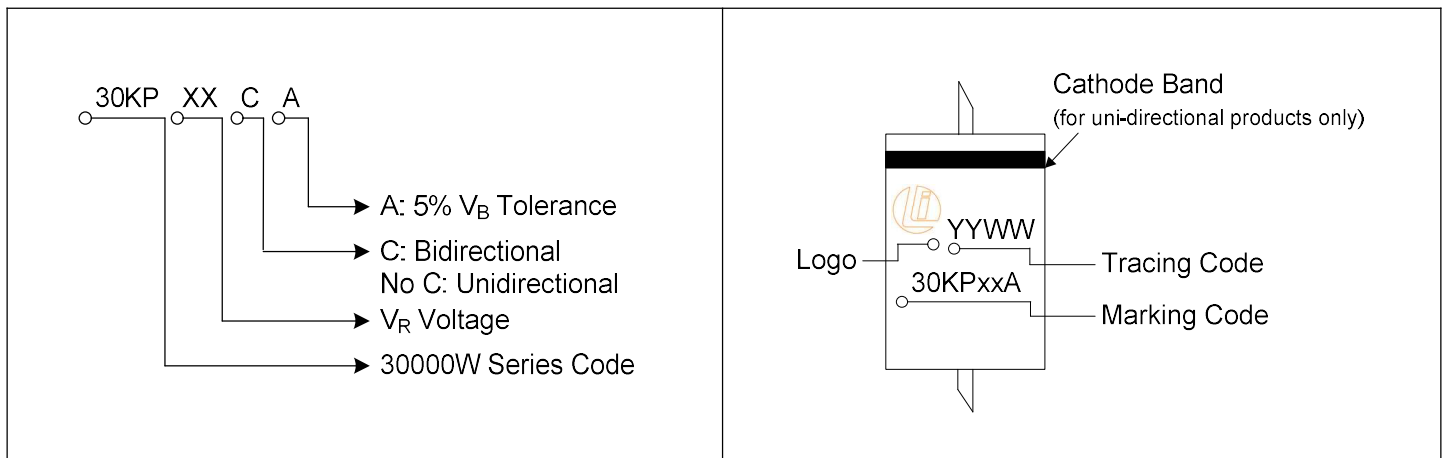 30KP XX C A
A: 5% VB Tolerance
C: Bidirectional
No C: Unidirectional
VR Voltage
30000W Series Code
Cathode Band
(for uni-directional products only)
YYWW
Logo
Tracing Code
30KPxxA
Marking Code